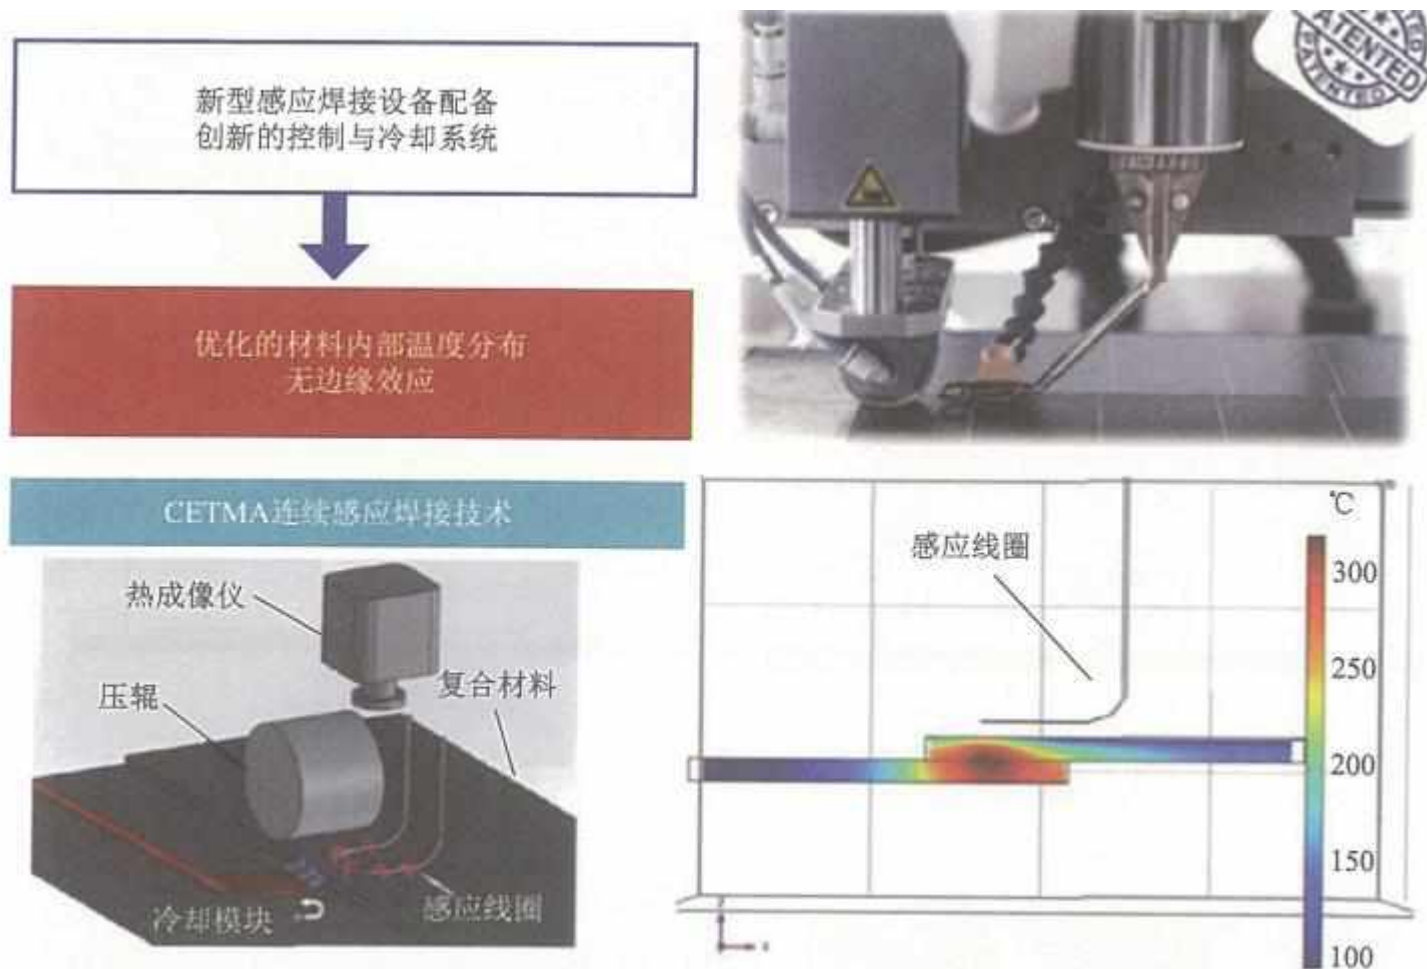 新型感应焊接设备配备
创新的控制与冷却系统
优化的材料内部温度分布
无边缘效应
CETMA连续感应焊接技术
热成像仪
压辊
复合材料
冷却模块
感应线圈
PATENTED
PATENTED
感应线圈
℃
300
250
200
150
100